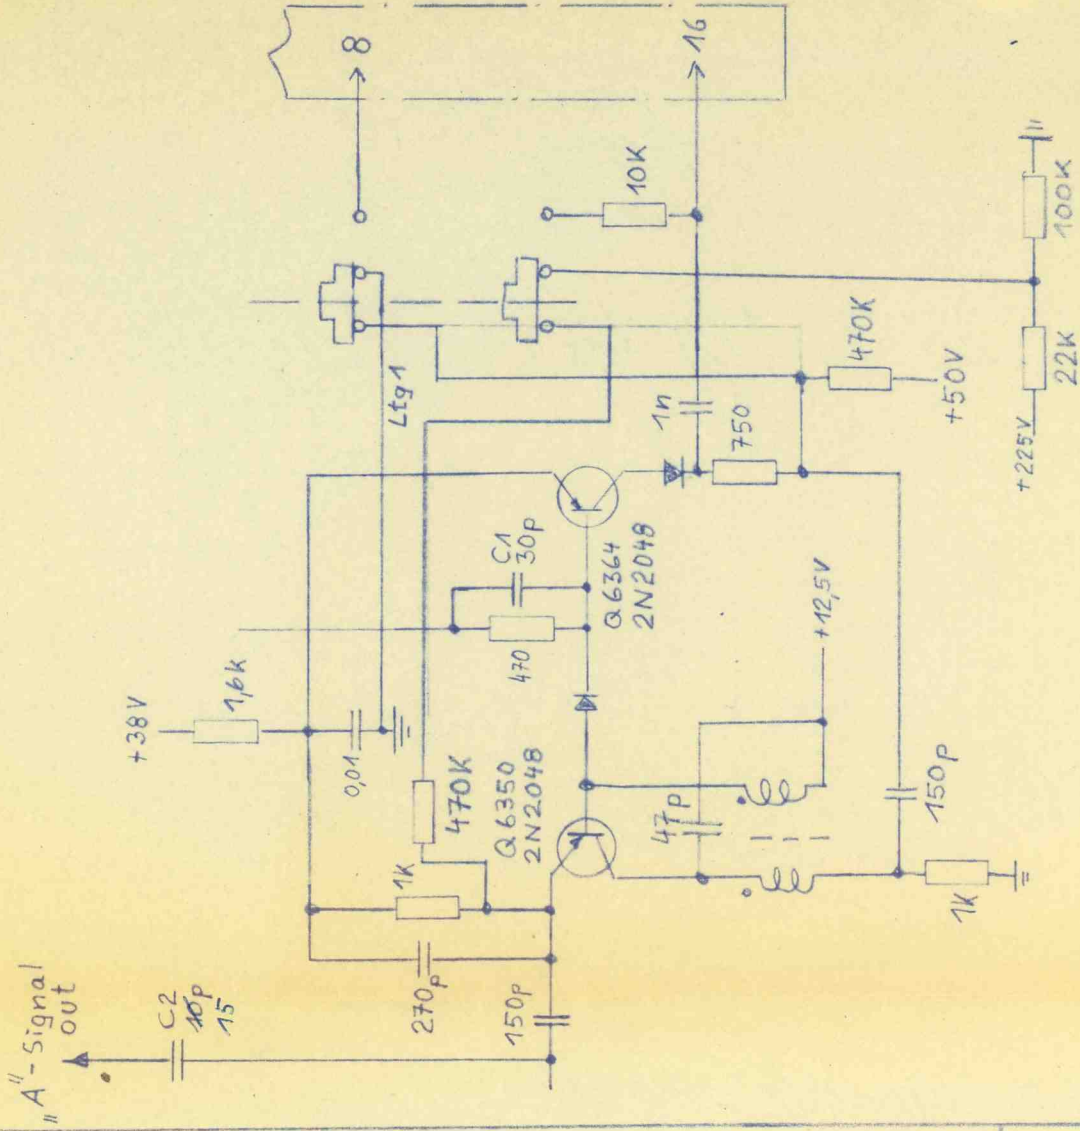 8
16
10K
100K
Ltg1
470K
+50V
22K
+225V
1n
750
C1
30p
Q6364
2N2048
470
+12,5V
+38V
1,6k
0,01
470K
Q6350
2N2048
47p
150p
1K
1K
270p
150p
„A"-Signal
out
C2
10p
15